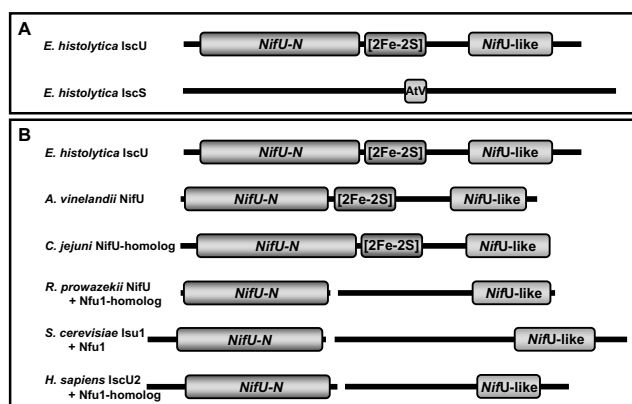 A
E. histolytica IscU NifU-N [2Fe-2S] NifU-like
E. histolytica IscS AtV
B
E. histolytica IscU NifU-N [2Fe-2S] NifU-like
A. vinelandii NifU NifU-N [2Fe-2S] NifU-like
C. jejuni NifU-homolog NifU-N [2Fe-2S] NifU-like
R. prowazekii NifU NifU-N NifU-like
+ Nfu1-homolog
S. cerevisiae Isu1 NifU-N NifU-like
+ Nfu1
H. sapiens IscU2 NifU-N NifU-like
+ Nfu1-homolog